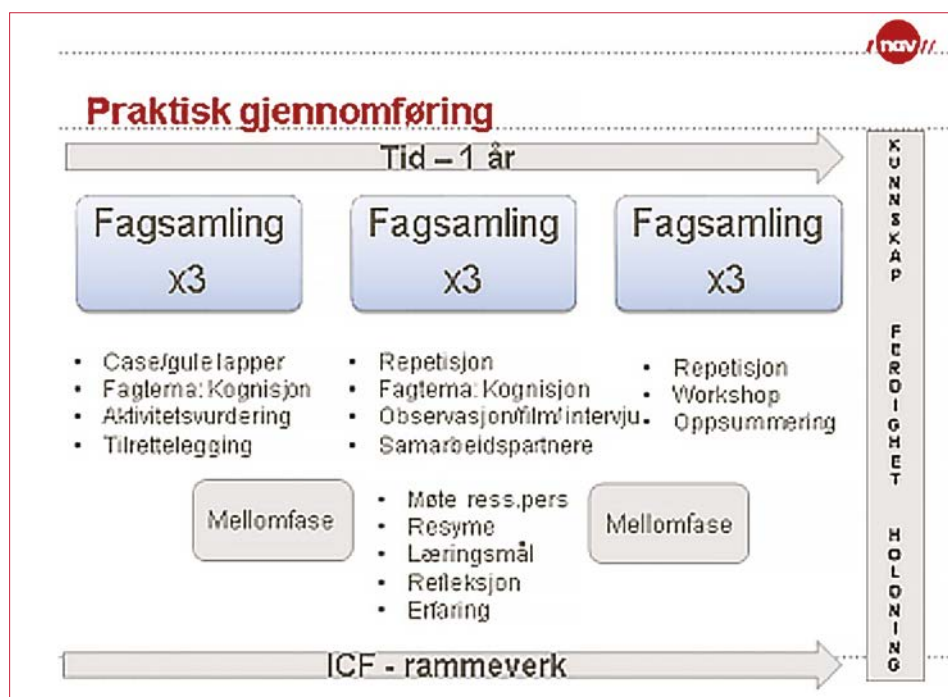 nav
Praktisk gjennomføring
Tid – 1 år
Fagsamling
x3
Fagsamling
x3
Fagsamling
x3
• Case/gule lapper
• Fagtema: Kognisjon
• Aktivitetsvurdering
• Tilrettelegging
• Repetisjon
• Fagtema: Kognisjon
• Observasjon/film/intervju
• Samarbeidspartnere
• Repetisjon
• Workshop
• Oppsummering
Mellomfase
• Møte ress.pers
• Resyme
• Læringsmål
• Refleksjon
• Erfaring
Mellomfase
ICF - rammeverk
KUNNSKAP FERDIGHET HOLDNING